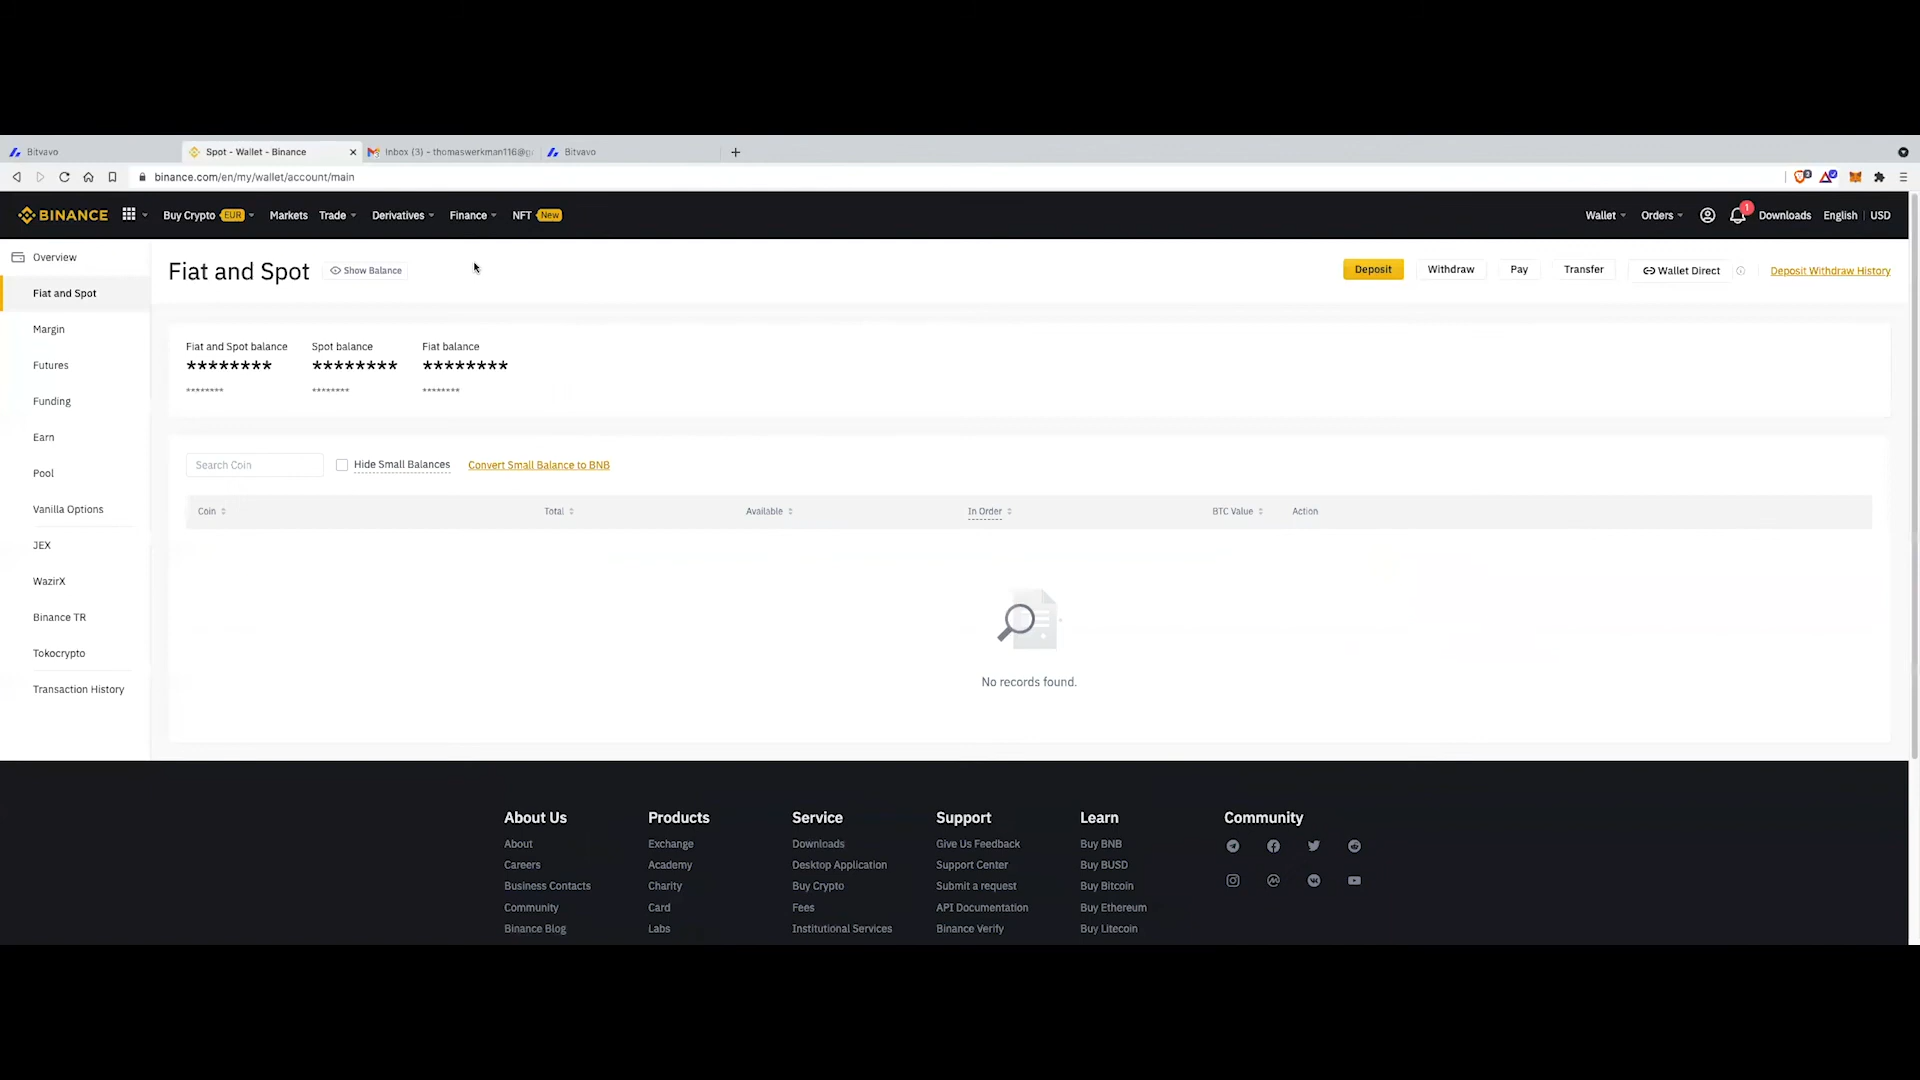 Bitvavo
Spot - Wallet - Binance
Inbox (3) - thomaswerkman116@g
Bitvavo
binance.com/en/my/wallet/account/main
BINANCE
Buy Crypto EUR
Markets
Trade
Derivatives
Finance
NFT New
Wallet
Orders
1
Downloads
English | USD
Overview
Fiat and Spot
Margin
Futures
Funding
Earn
Pool
Vanilla Options
JEX
WazirX
Binance TR
Tokocrypto
Transaction History
Fiat and Spot
Show Balance
Deposit
Withdraw
Pay
Transfer
Wallet Direct
Deposit Withdraw History
Fiat and Spot balance
********
********
Spot balance
********
********
Fiat balance
********
********
Search Coin
Hide Small Balances
Convert Small Balance to BNB
Coin
Total
Available
In Order
BTC Value
Action
No records found.
About Us
About
Careers
Business Contacts
Community
Binance Blog
Products
Exchange
Academy
Charity
Card
Labs
Service
Downloads
Desktop Application
Buy Crypto
Fees
Institutional Services
Support
Give Us Feedback
Support Center
Submit a request
API Documentation
Binance Verify
Learn
Buy BNB
Buy BUSD
Buy Bitcoin
Buy Ethereum
Buy Litecoin
Community